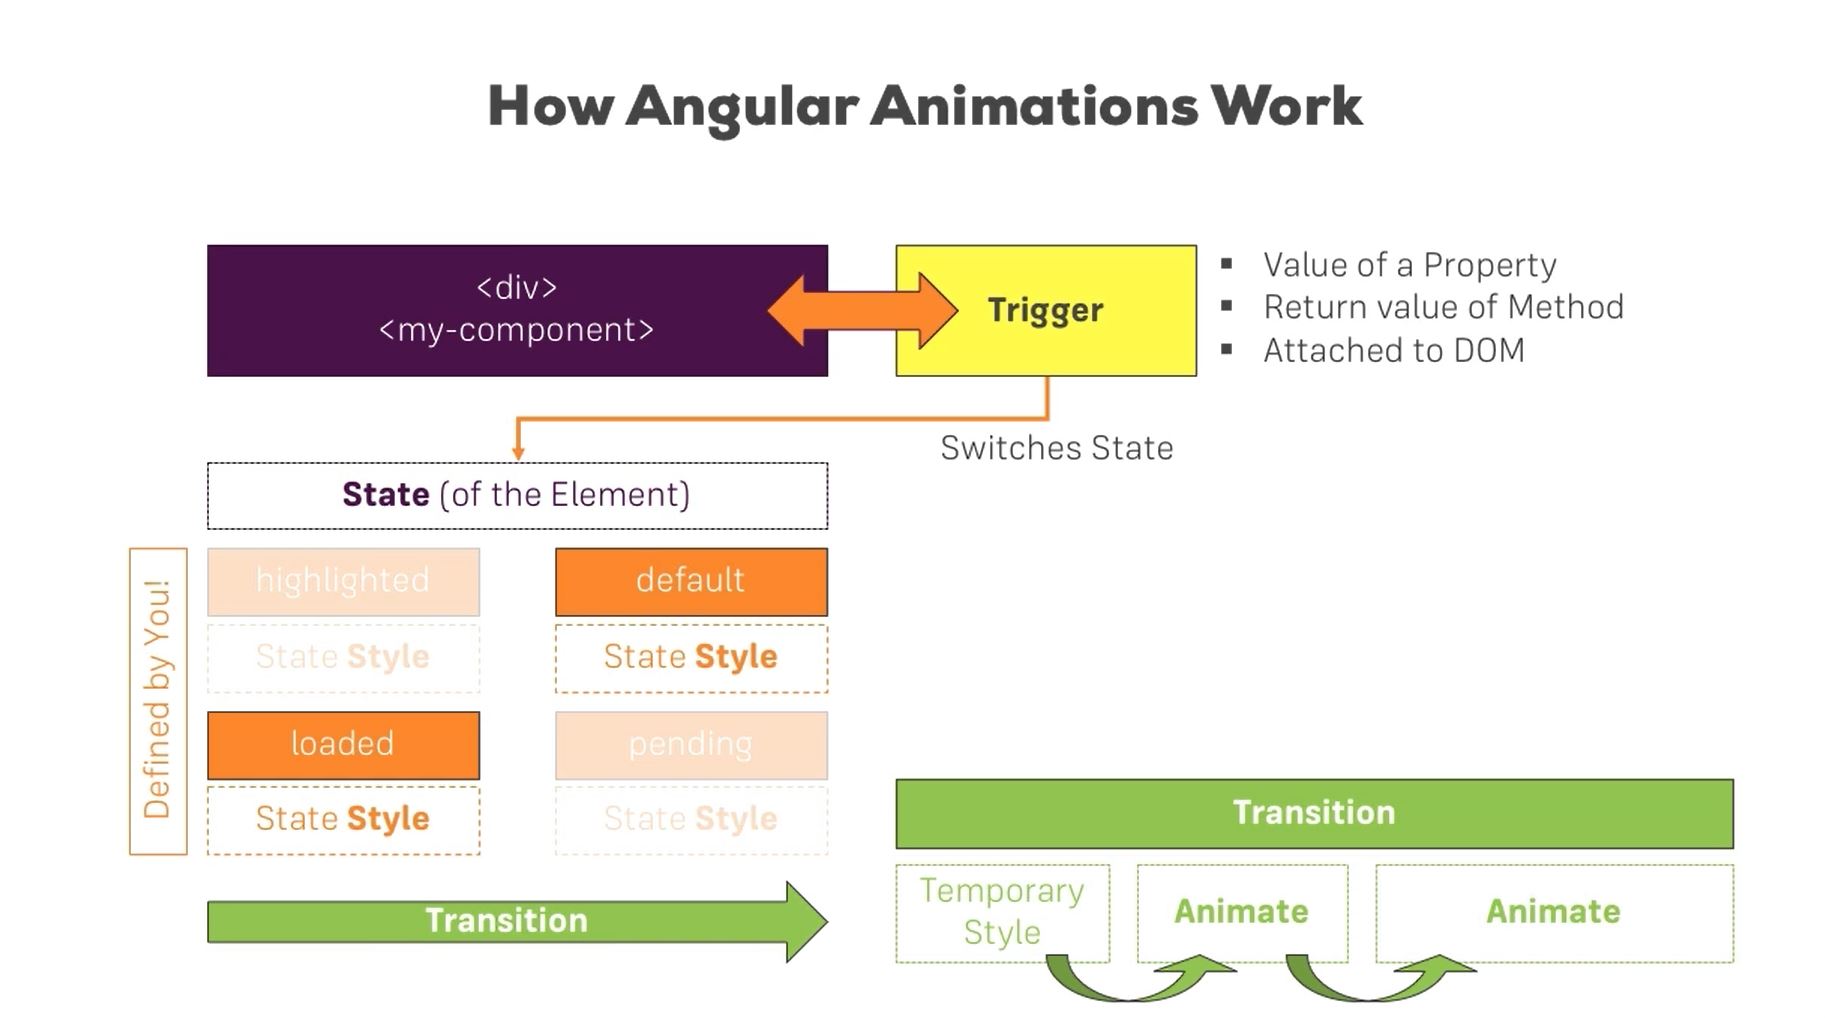 How Angular Animations Work
<div>
<my-component>
Trigger
▪ Value of a Property
▪ Return value of Method
▪ Attached to DOM
Switches State
State (of the Element)
Defined by You!
highlighted
default
State Style
State Style
loaded
pending
State Style
State Style
Transition
Transition
Temporary
Style
Animate
Animate